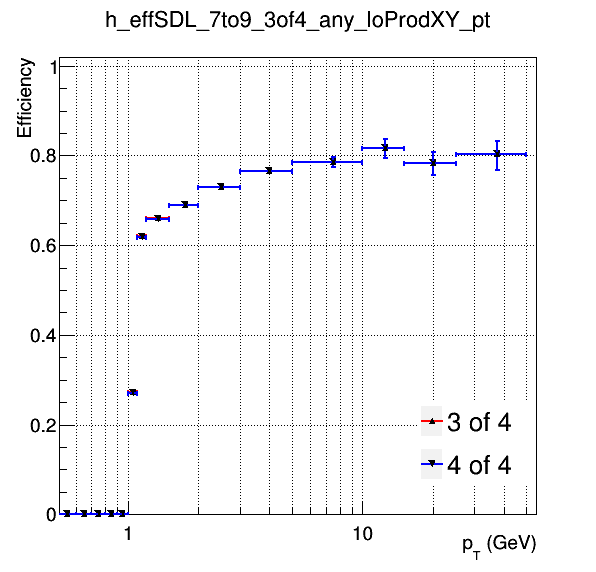 h_effSDL_7to9_3of4_any_loProdXY_pt
Efficiency
1
0.8
0.6
0.4
0.2
0
3 of 4
4 of 4
1
10
p_T (GeV)